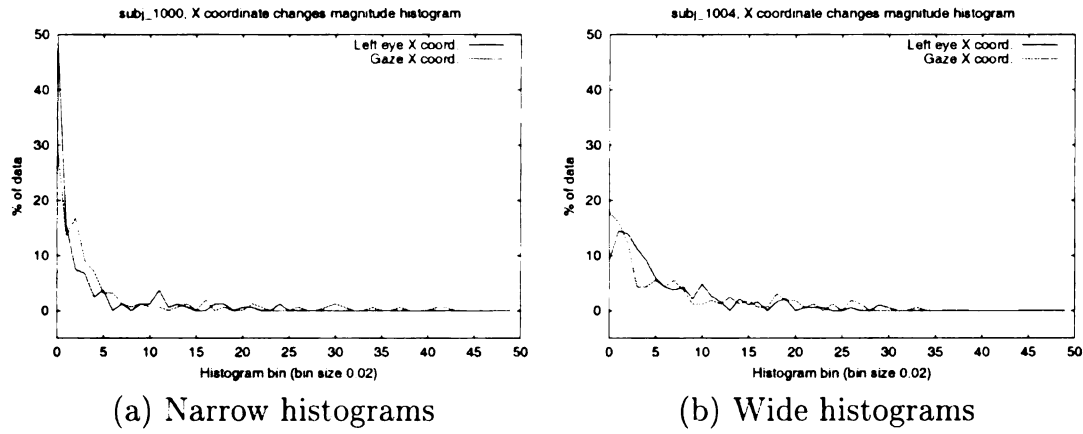 subj_1000, X coordinate changes magnitude histogram
50
40
30
20
10
0
% of data
Left eye X coord.
Gaze X coord.
0 5 10 15 20 25 30 35 40 45 50
Histogram bin (bin size 0.02)
(a) Narrow histograms
subj_1004, X coordinate changes magnitude histogram
50
40
30
20
10
0
% of data
Left eye X coord.
Gaze X coord.
0 5 10 15 20 25 30 35 40 45 50
Histogram bin (bin size 0.02)
(b) Wide histograms